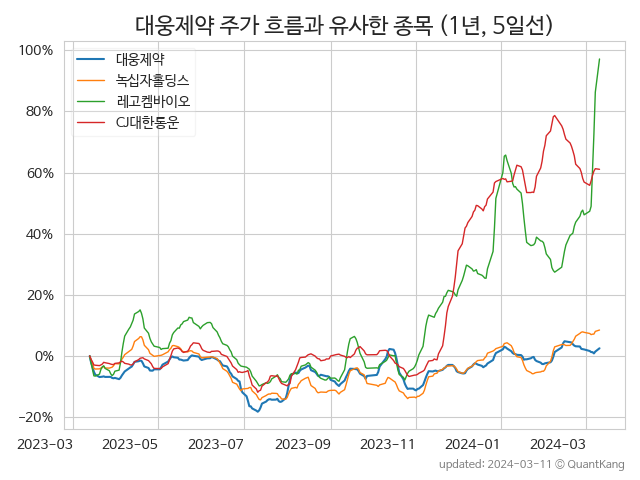 대웅제약 주가 흐름과 유사한 종목 (1년, 5일선)
대웅제약
녹십자홀딩스
레고켐바이오
CJ대한통운
100%
80%
60%
40%
20%
0%
−20%
2023-03 2023-05 2023-07 2023-09 2023-11 2024-01 2024-03
updated: 2024-03-11 © QuantKang